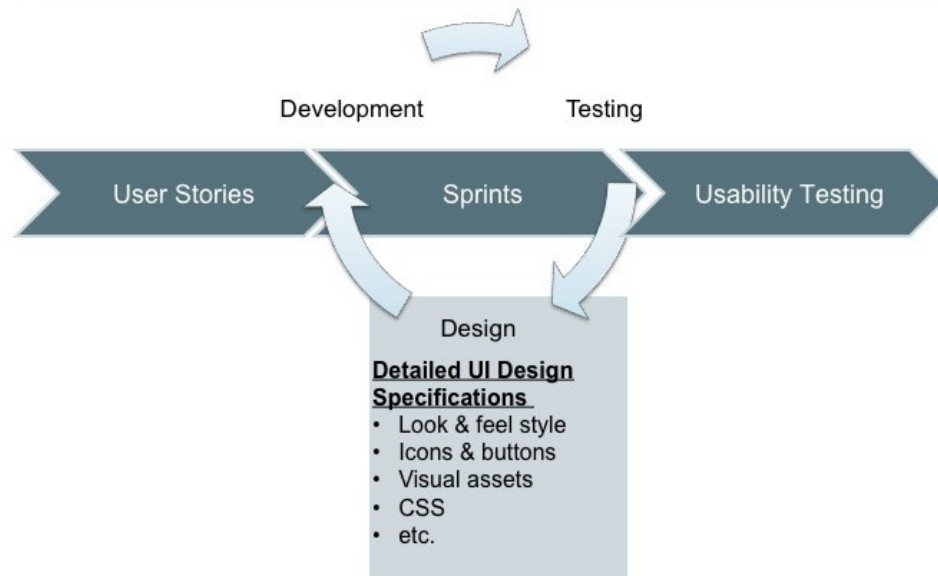 Development
Testing
User Stories
Sprints
Usability Testing
Design
Detailed UI Design
Specifications
• Look & feel style
• Icons & buttons
• Visual assets
• CSS
• etc.